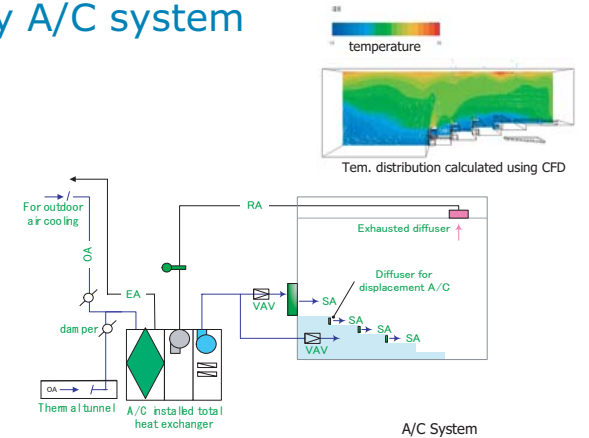 y A/C system
temperature
Tem. distribution calculated using CFD
For outdoor
air cooling
RA
Exhausted diffuser
OA
Diffuser for
displacement A/C
EA
SA
VAV
SA
damper
SA
SA
VAV
OA
Thermal tunnel
A/C installed total
heat exchanger
A/C System